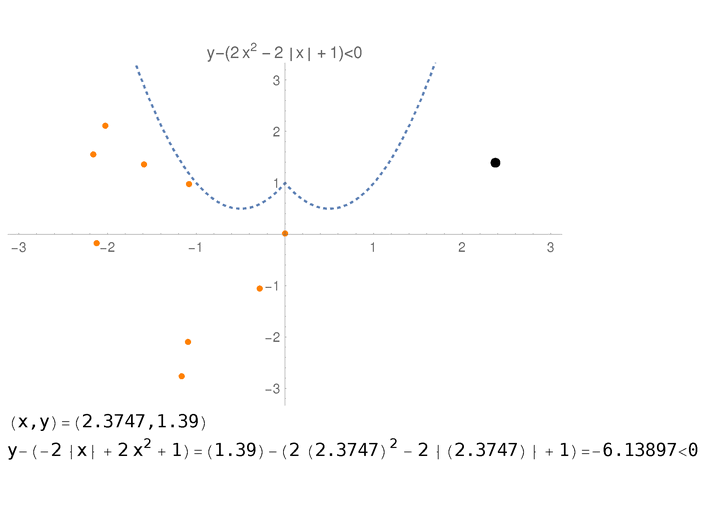 y−(2 x² − 2 |x| + 1)<0
3
2
1
−3 −2 −1 1 2 3
−1
−2
−3
(x,y)=(2.3747,1.39)
y−(−2 |x| + 2 x² + 1)=(1.39)−(2 (2.3747)² − 2 |(2.3747)| + 1)=−6.13897<0